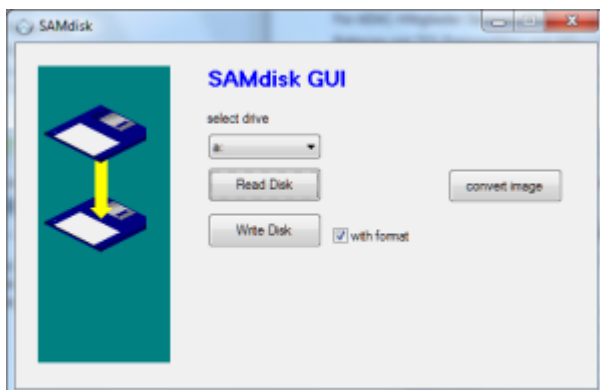 SAMdisk
SAMdisk GUI
select drive
a:
Read Disk
convert image
Write Disk
with format